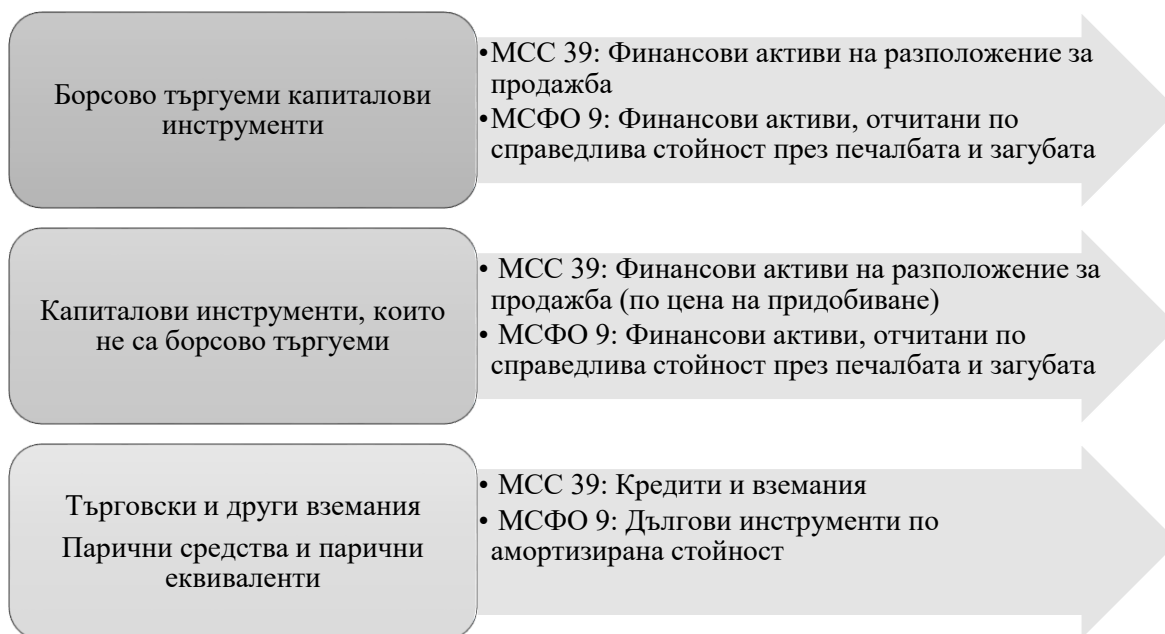 Борсово търгуеми капиталови
инструменти
•МСС 39: Финансови активи на разположение за
продажба
•МСФО 9: Финансови активи, отчитани по
справедлива стойност през печалбата и загубата
Капиталови инструменти, които
не са борсово търгуеми
• МСС 39: Финансови активи на разположение за
продажба (по цена на придобиване)
• МСФО 9: Финансови активи, отчитани по
справедлива стойност през печалбата и загубата
Търговски и други вземания
Парични средства и парични
еквиваленти
• МСС 39: Кредити и вземания
• МСФО 9: Дългови инструменти по
амортизирана стойност